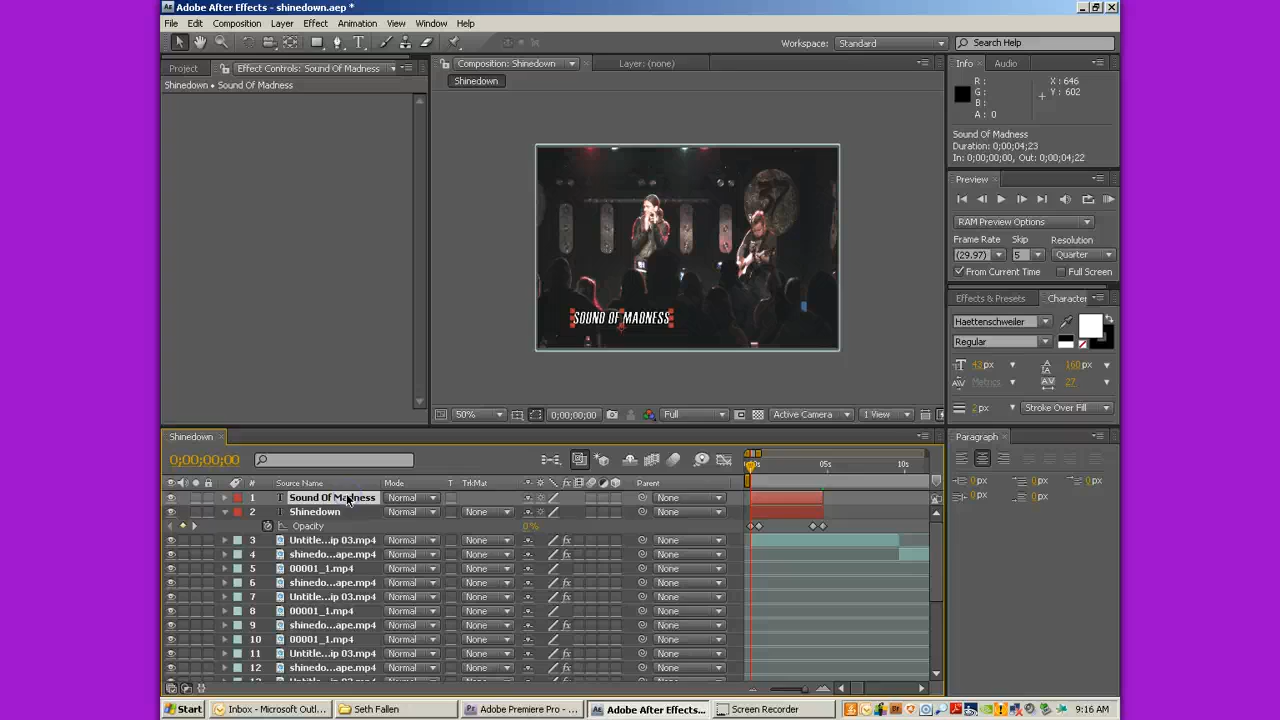 Adobe After Effects - shinedown.aep *
File Edit Composition Layer Effect Animation View Window Help
Workspace: Standard Search Help
Project Effect Controls: Sound Of Madness
Shinedown • Sound Of Madness
Composition: Shinedown Layer: (none)
Shinedown
SOUND OF MADNESS
50% 0;00;00;00 Full Active Camera 1 View
Info Audio
R : X : 646
G : Y : 602
B :
A : 0
Sound Of Madness
Duration: 0;00;04;23
In: 0;00;00;00, Out: 0;00;04;22
Preview
RAM Preview Options
Frame Rate Skip Resolution
(29.97) 5 Quarter
From Current Time Full Screen
Effects & Presets Character
Haettenschweiler
Regular
43 px 160 px
Metrics 27
2 px Stroke Over Fill
Paragraph
0 px 0 px 0 px
0 px 0 px
Shinedown
0;00;00;00
# Source Name Mode T TrkMat Parent
00s 05s 10s
1 T Sound Of Madness Normal None
2 T Shinedown Normal None None
Opacity 0 %
3 Untitle...ip 03.mp4 Normal None None
4 shinedo...ape.mp4 Normal None None
5 00001_1.mp4 Normal None None
6 shinedo...ape.mp4 Normal None None
7 Untitle...ip 03.mp4 Normal None None
8 00001_1.mp4 Normal None None
9 shinedo...ape.mp4 Normal None None
10 00001_1.mp4 Normal None None
11 Untitle...ip 03.mp4 Normal None None
12 shinedo...ape.mp4 Normal None None
Start Inbox - Microsoft Outl... Seth Fallen Adobe Premiere Pro - ... Adobe After Effects... Screen Recorder 9:16 AM